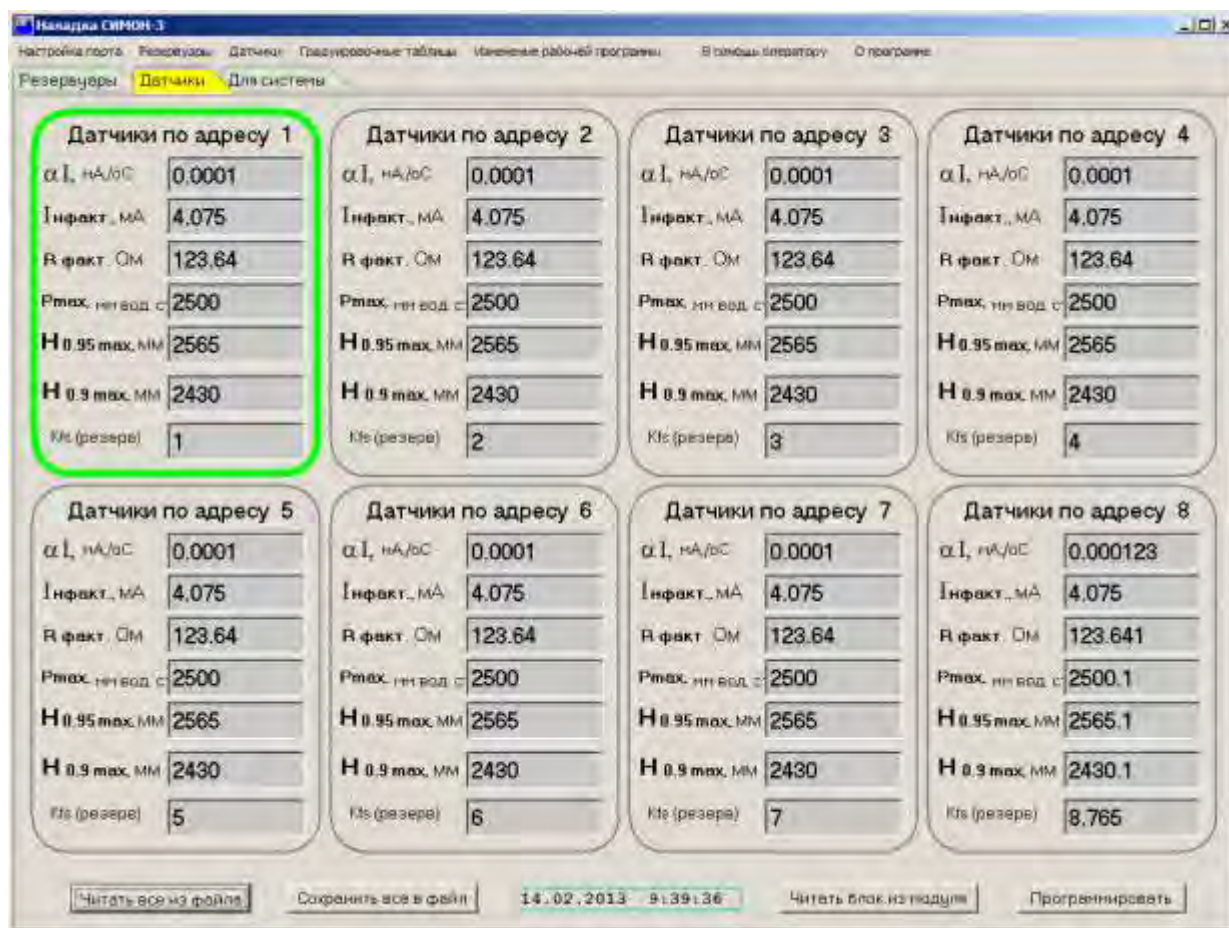 Наладка СИМОН-3
Настройка порта Резервуары Датчики Градуировочные таблицы Изменение рабочей программы В помощь оператору О программе
Резервуары Датчики Для системы
Датчики по адресу 1 Датчики по адресу 2 Датчики по адресу 3 Датчики по адресу 4
αI, мА/оС 0.0001 αI, мА/оС 0.0001 αI, мА/оС 0.0001 αI, мА/оС 0.0001
Iнфакт., мА 4.075 Iнфакт., мА 4.075 Iнфакт., мА 4.075 Iнфакт., мА 4.075
R факт. Ом 123.64 R факт. Ом 123.64 R факт. Ом 123.64 R факт. Ом 123.64
Pmax, мм вод. с 2500 Pmax, мм вод. с 2500 Pmax, мм вод. с 2500 Pmax, мм вод. с 2500
H 0.95 max, мм 2565 H 0.95 max, мм 2565 H 0.95 max, мм 2565 H 0.95 max, мм 2565
H 0.9 max, мм 2430 H 0.9 max, мм 2430 H 0.9 max, мм 2430 H 0.9 max, мм 2430
Kfs (резерв) 1 Kfs (резерв) 2 Kfs (резерв) 3 Kfs (резерв) 4
Датчики по адресу 5 Датчики по адресу 6 Датчики по адресу 7 Датчики по адресу 8
αI, мА/оС 0.0001 αI, мА/оС 0.0001 αI, мА/оС 0.0001 αI, мА/оС 0.000123
Iнфакт., мА 4.075 Iнфакт., мА 4.075 Iнфакт., мА 4.075 Iнфакт., мА 4.075
R факт. Ом 123.64 R факт. Ом 123.64 R факт. Ом 123.64 R факт. Ом 123.641
Pmax, мм вод. с 2500 Pmax, мм вод. с 2500 Pmax, мм вод. с 2500 Pmax, мм вод. с 2500.1
H 0.95 max, мм 2565 H 0.95 max, мм 2565 H 0.95 max, мм 2565 H 0.95 max, мм 2565.1
H 0.9 max, мм 2430 H 0.9 max, мм 2430 H 0.9 max, мм 2430 H 0.9 max, мм 2430.1
Kfs (резерв) 5 Kfs (резерв) 6 Kfs (резерв) 7 Kfs (резерв) 8.765
Читать все из файла Сохранить все в файл 14.02.2013 9:39:36 Читать блок из модуля Программировать